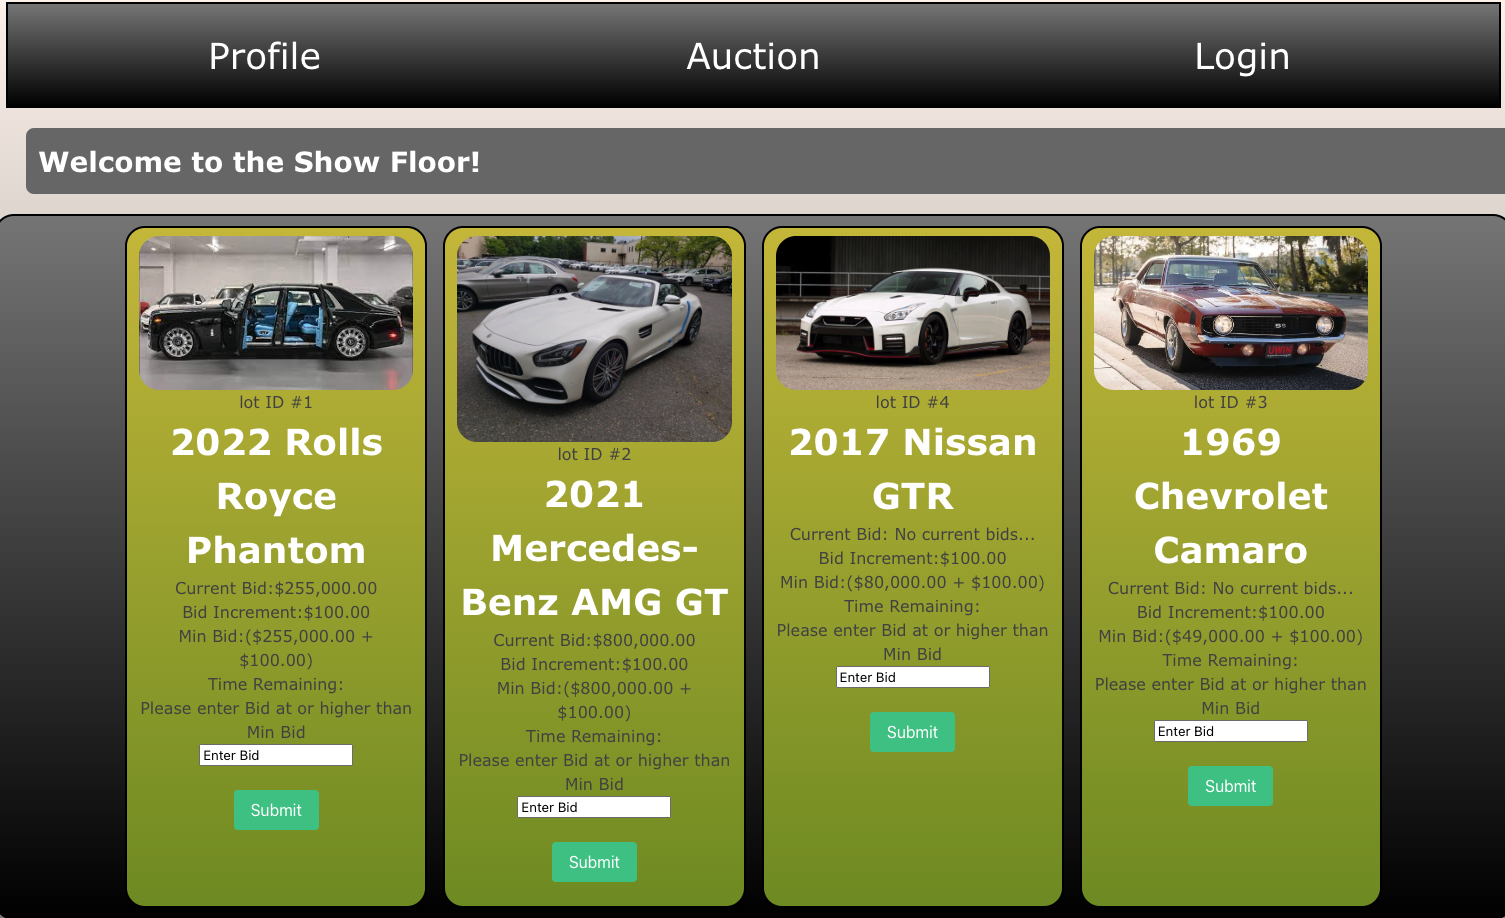 Profile
Auction
Login
Welcome to the Show Floor!
lot ID #1
2022 Rolls
Royce
Phantom
Current Bid:$255,000.00
Bid Increment:$100.00
Min Bid:($255,000.00 +
$100.00)
Time Remaining:
Please enter Bid at or higher than
Min Bid
Enter Bid
Submit
lot ID #2
2021
Mercedes-
Benz AMG GT
Current Bid:$800,000.00
Bid Increment:$100.00
Min Bid:($800,000.00 +
$100.00)
Time Remaining:
Please enter Bid at or higher than
Min Bid
Enter Bid
Submit
lot ID #4
2017 Nissan
GTR
Current Bid: No current bids...
Bid Increment:$100.00
Min Bid:($80,000.00 + $100.00)
Time Remaining:
Please enter Bid at or higher than
Min Bid
Enter Bid
Submit
SS
lot ID #3
1969
Chevrolet
Camaro
Current Bid: No current bids...
Bid Increment:$100.00
Min Bid:($49,000.00 + $100.00)
Time Remaining:
Please enter Bid at or higher than
Min Bid
Enter Bid
Submit